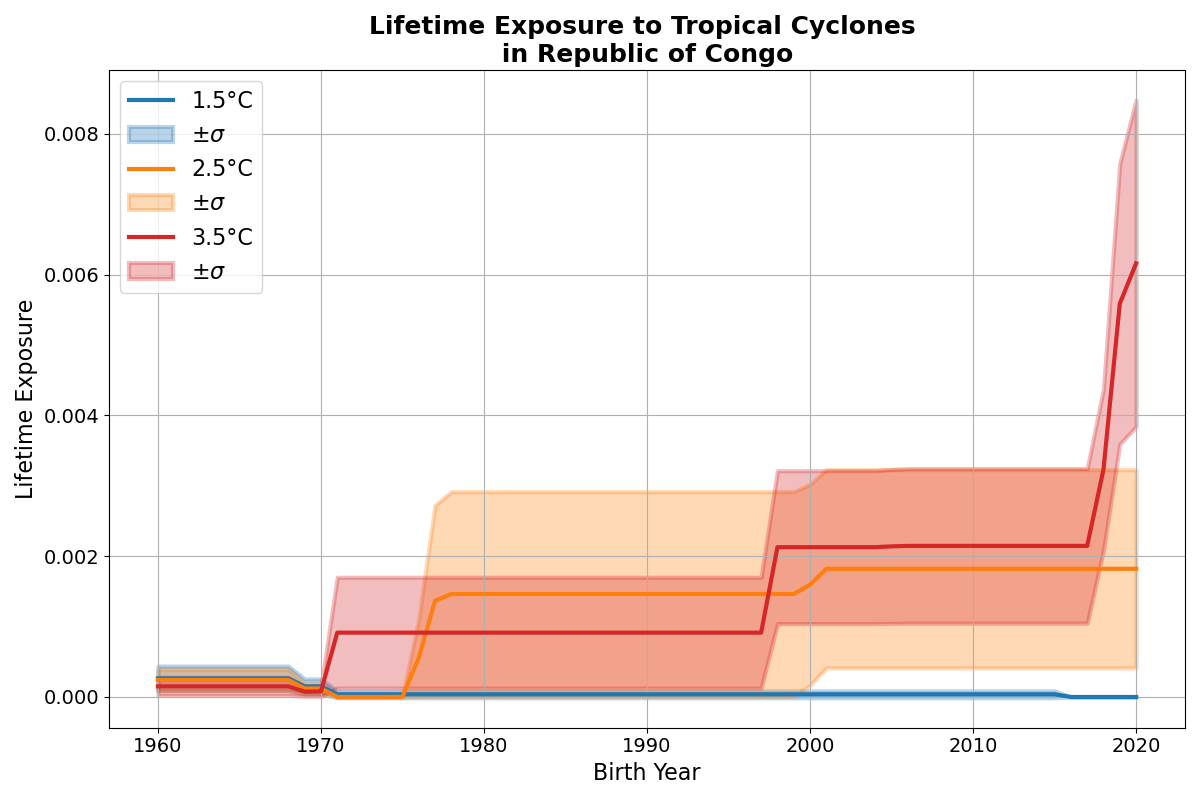 Lifetime Exposure to Tropical Cyclones
in Republic of Congo
1.5°C
±σ
2.5°C
±σ
3.5°C
±σ
Lifetime Exposure
0.008
0.006
0.004
0.002
0.000
1960 1970 1980 1990 2000 2010 2020
Birth Year